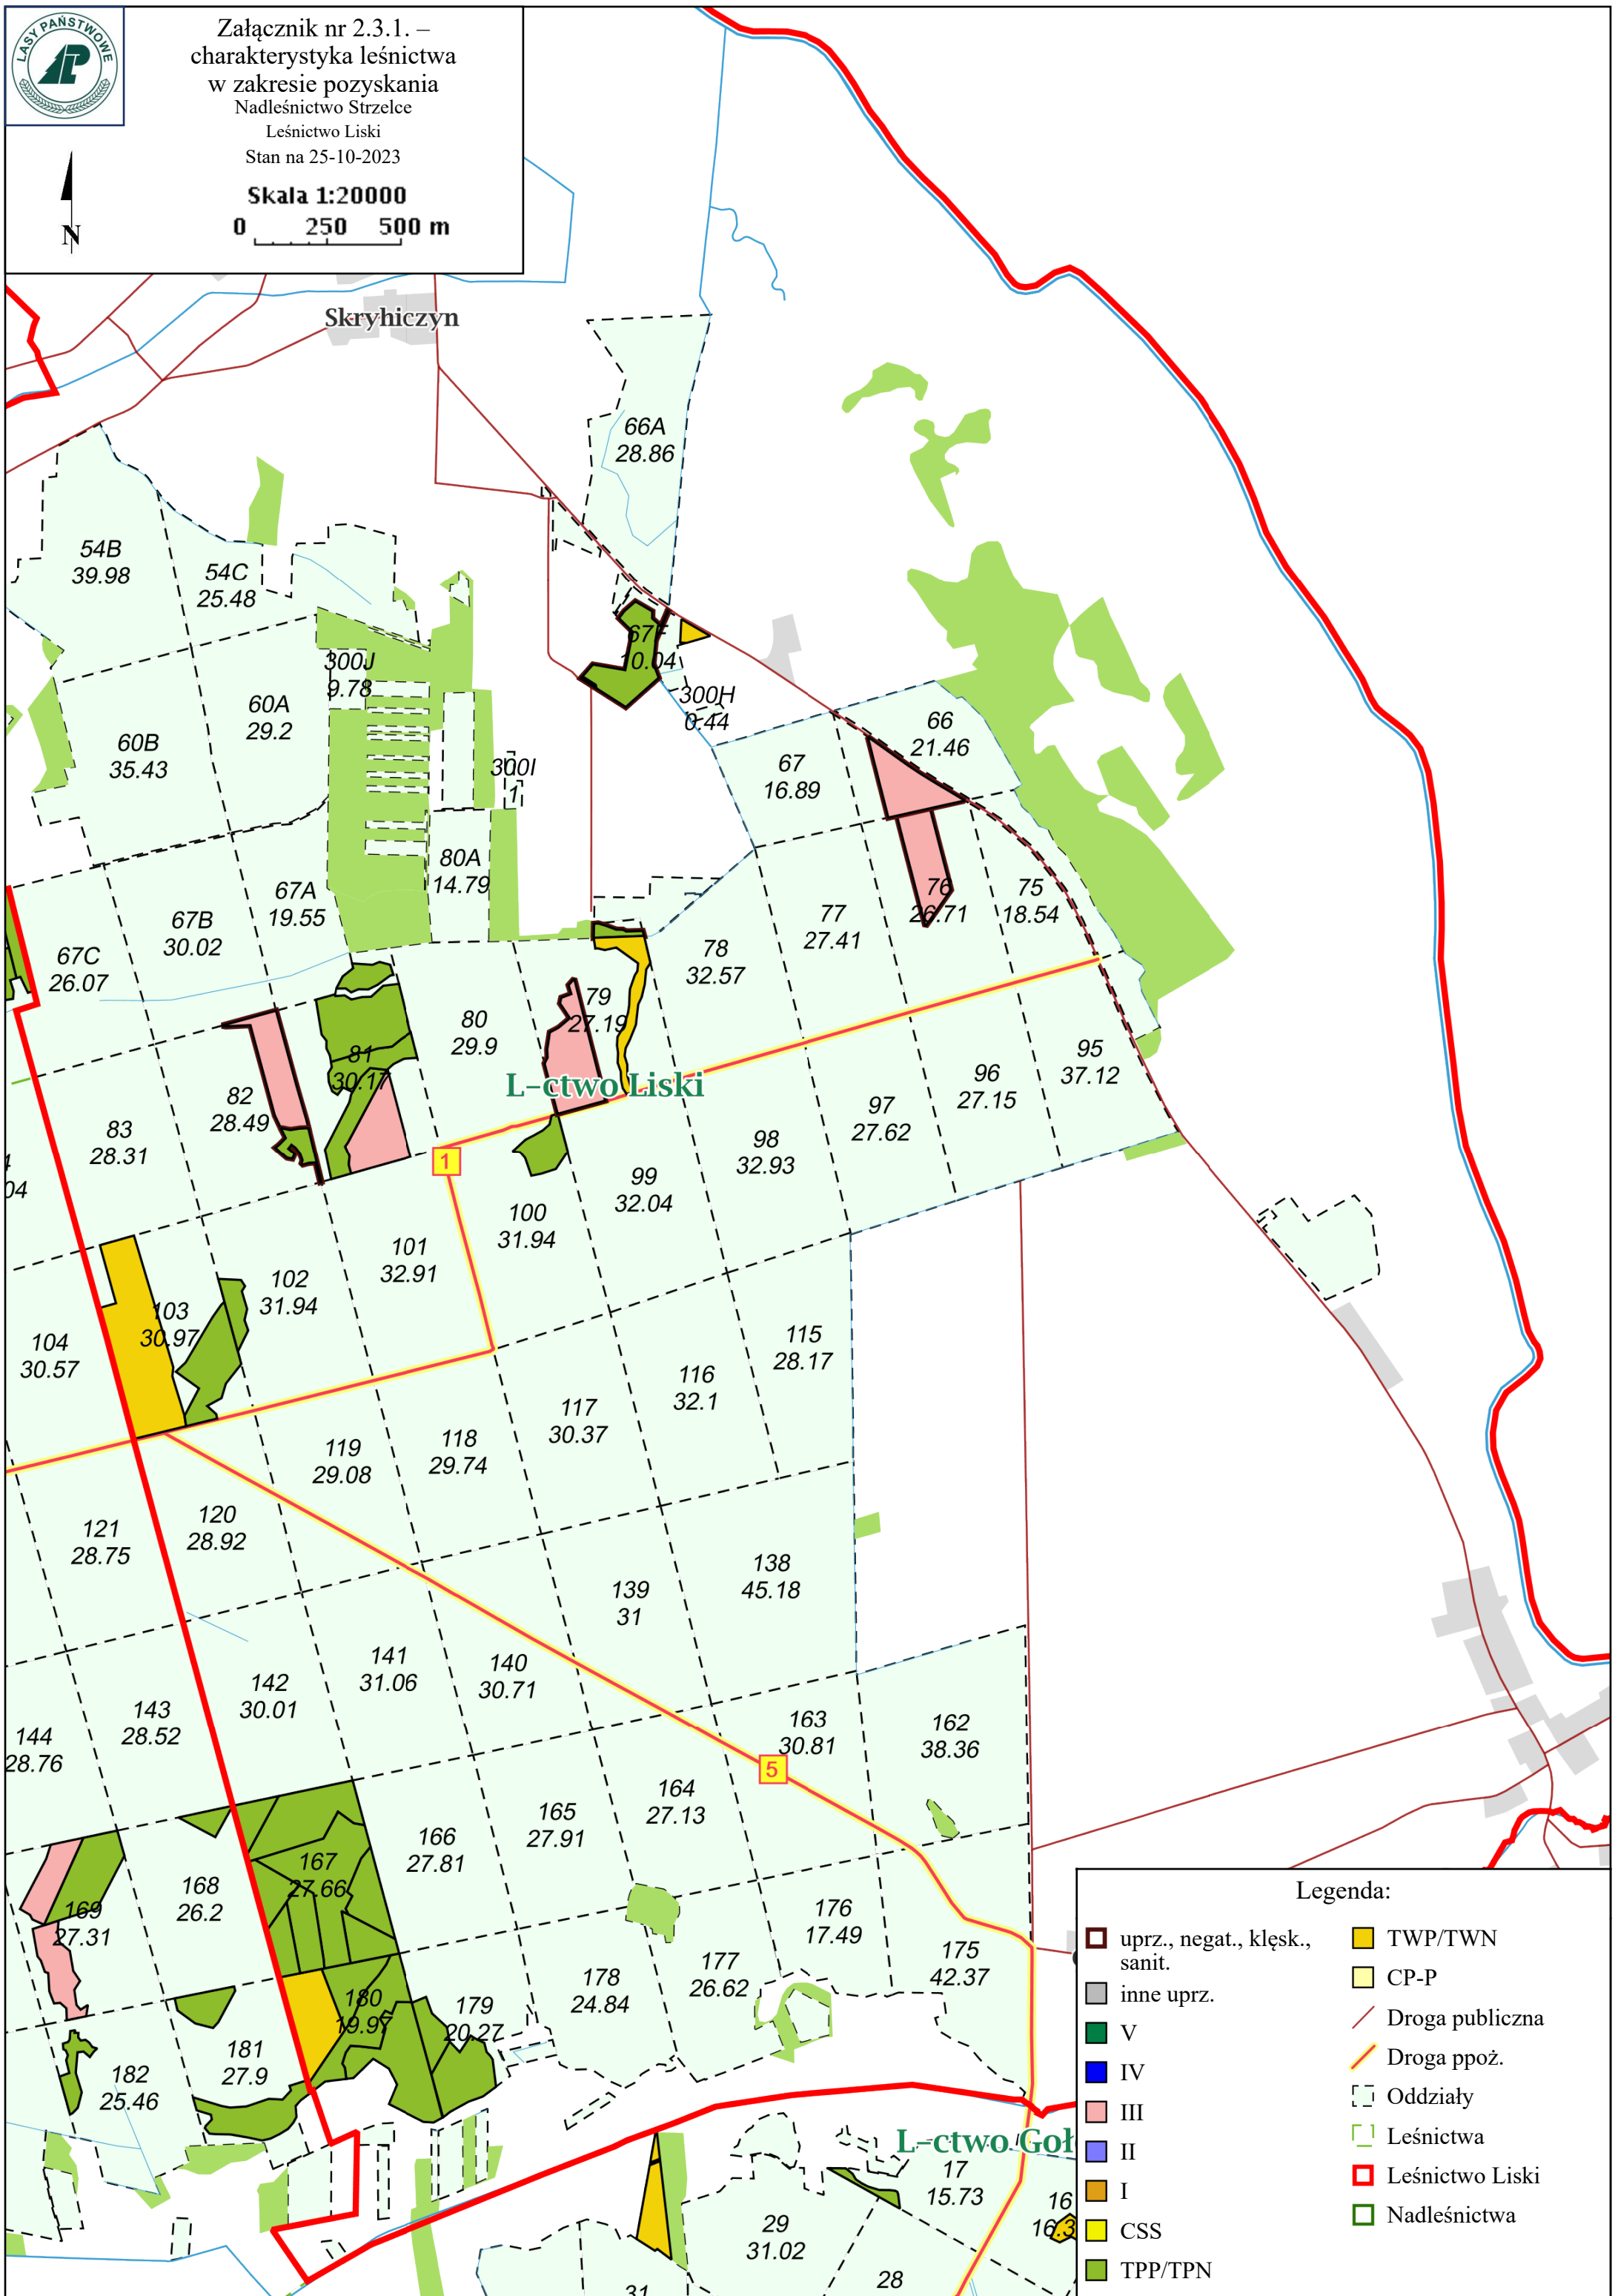 LASY PAŃSTWOWE
Załącznik nr 2.3.1. –
charakterystyka leśnictwa
w zakresie pozyskania
Nadleśnictwo Strzelce
Leśnictwo Liski
Stan na 25-10-2023
Skala 1:20000
0 250 500 m
N
Skryhiczyn
66A
28.86
54B
39.98
54C
25.48
67F
10.04
300J
9.78
300H
0.44
60A
29.2
60B
35.43
66
21.46
67
16.89
300I
1
80A
14.79
67A
19.55
67B
30.02
67C
26.07
76
26.71
75
18.54
77
27.41
78
32.57
79
27.19
80
29.9
81
30.17
L-ctwo Liski
95
37.12
96
27.15
97
27.62
82
28.49
83
28.31
4
04
1
98
32.93
99
32.04
100
31.94
101
32.91
102
31.94
103
30.97
104
30.57
115
28.17
116
32.1
117
30.37
118
29.74
119
29.08
120
28.92
121
28.75
138
45.18
139
31
140
30.71
141
31.06
142
30.01
143
28.52
144
28.76
163
30.81
162
38.36
5
164
27.13
165
27.91
166
27.81
167
27.66
168
26.2
169
27.31
176
17.49
175
42.37
177
26.62
178
24.84
179
20.27
180
19.97
181
27.9
182
25.46
L-ctwo Goł
17
15.73
16
16.3
29
31.02
28
31
Legenda:
uprz., negat., klęsk.,
sanit.
inne uprz.
V
IV
III
II
I
CSS
TPP/TPN
TWP/TWN
CP-P
Droga publiczna
Droga ppoż.
Oddziały
Leśnictwa
Leśnictwo Liski
Nadleśnictwa